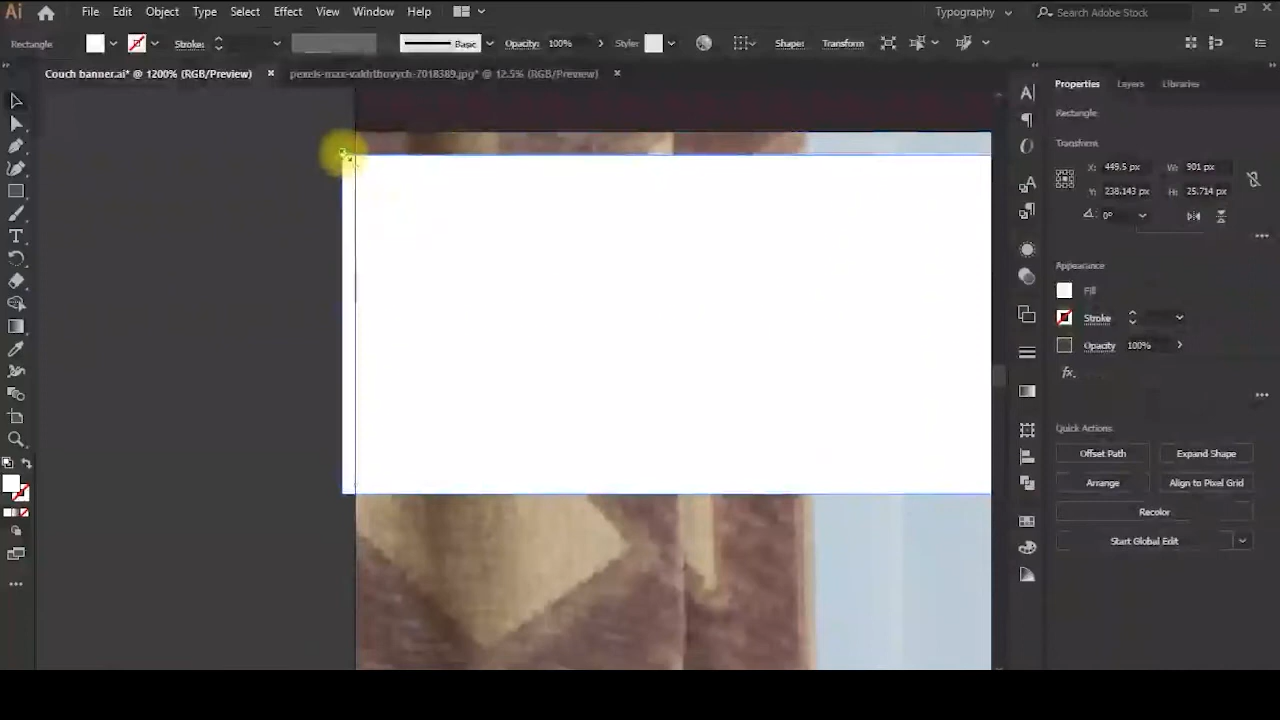 Ai File Edit Object Type Select Effect View Window Help Typography Search Adobe Stock
Rectangle Stroke: Basic Opacity: 100% Style: Shape: Transform
Couch banner.ai* @ 1200% (RGB/Preview) × pexels-max-vakhtbovych-7018389.jpg* @ 12.5% (RGB/Preview) ×
Properties Layers Libraries
Rectangle
Transform
X: 449.5 px W: 901 px
Y: 238.143 px H: 25.714 px
0°
Appearance
Fill
Stroke
Opacity 100%
fx.
Quick Actions
Offset Path Expand Shape
Arrange Align to Pixel Grid
Recolor
Start Global Edit